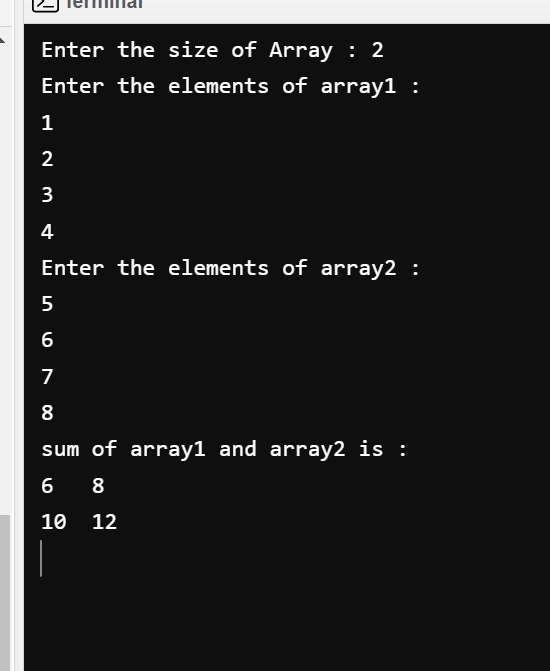 Terminal
Enter the size of Array : 2
Enter the elements of array1 :
1
2
3
4
Enter the elements of array2 :
5
6
7
8
sum of array1 and array2 is :
6   8
10  12